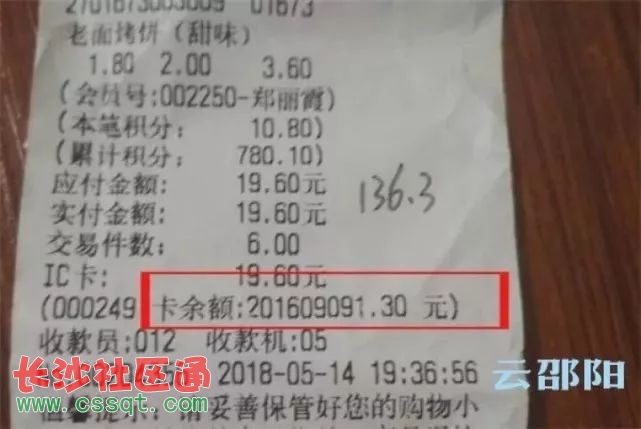 2701673003009 01673
老面烤饼（甜味）
1.80 2.00 3.60
(会员号:002250-郑丽霞)
(本笔积分: 10.80)
(累计积分: 780.10)
应付金额: 19.60元
实付金额: 19.60元
136.3
交易件数: 6.00
IC卡: 19.60元
(000249 卡余额:201609091.30 元)
收款员:012 收款机:05
长沙社区通
2018-05-14 19:36:56
云邵阳
www.cssqt.com
请妥善保管好您的购物小